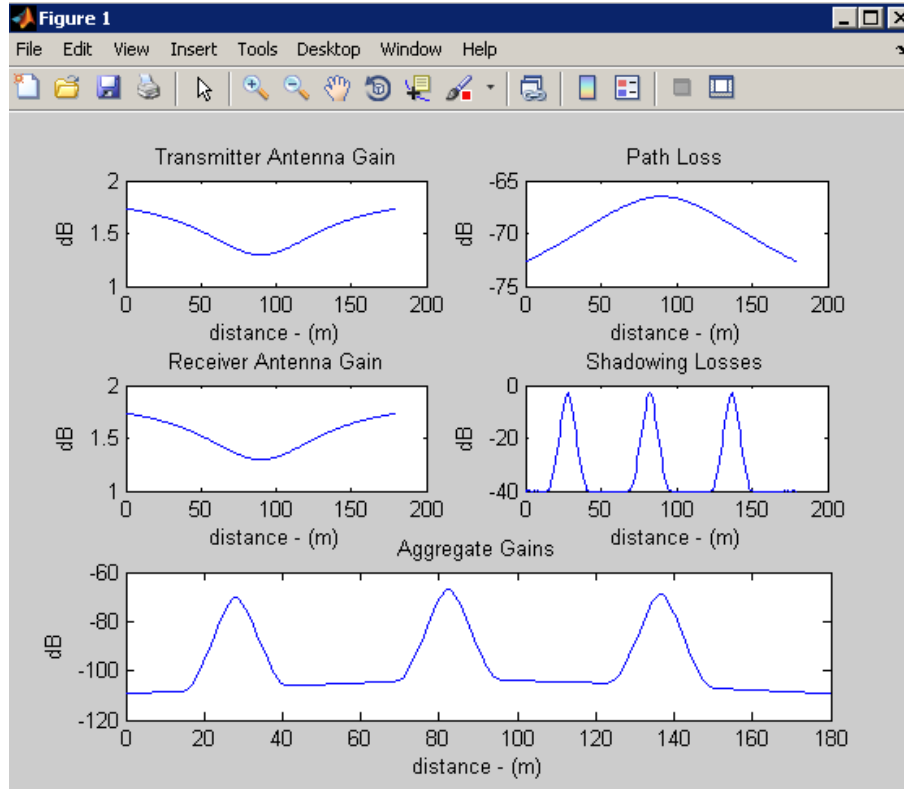 Figure 1
File Edit View Insert Tools Desktop Window Help
Transmitter Antenna Gain
2
1.5
1
dB
0 50 100 150 200
distance - (m)
Path Loss
-65
-70
-75
dB
0 50 100 150 200
distance - (m)
Receiver Antenna Gain
2
1.5
1
dB
0 50 100 150 200
distance - (m)
Shadowing Losses
0
-20
-40
dB
0 50 100 150 200
distance - (m)
Aggregate Gains
-60
-80
-100
-120
dB
0 20 40 60 80 100 120 140 160 180
distance - (m)